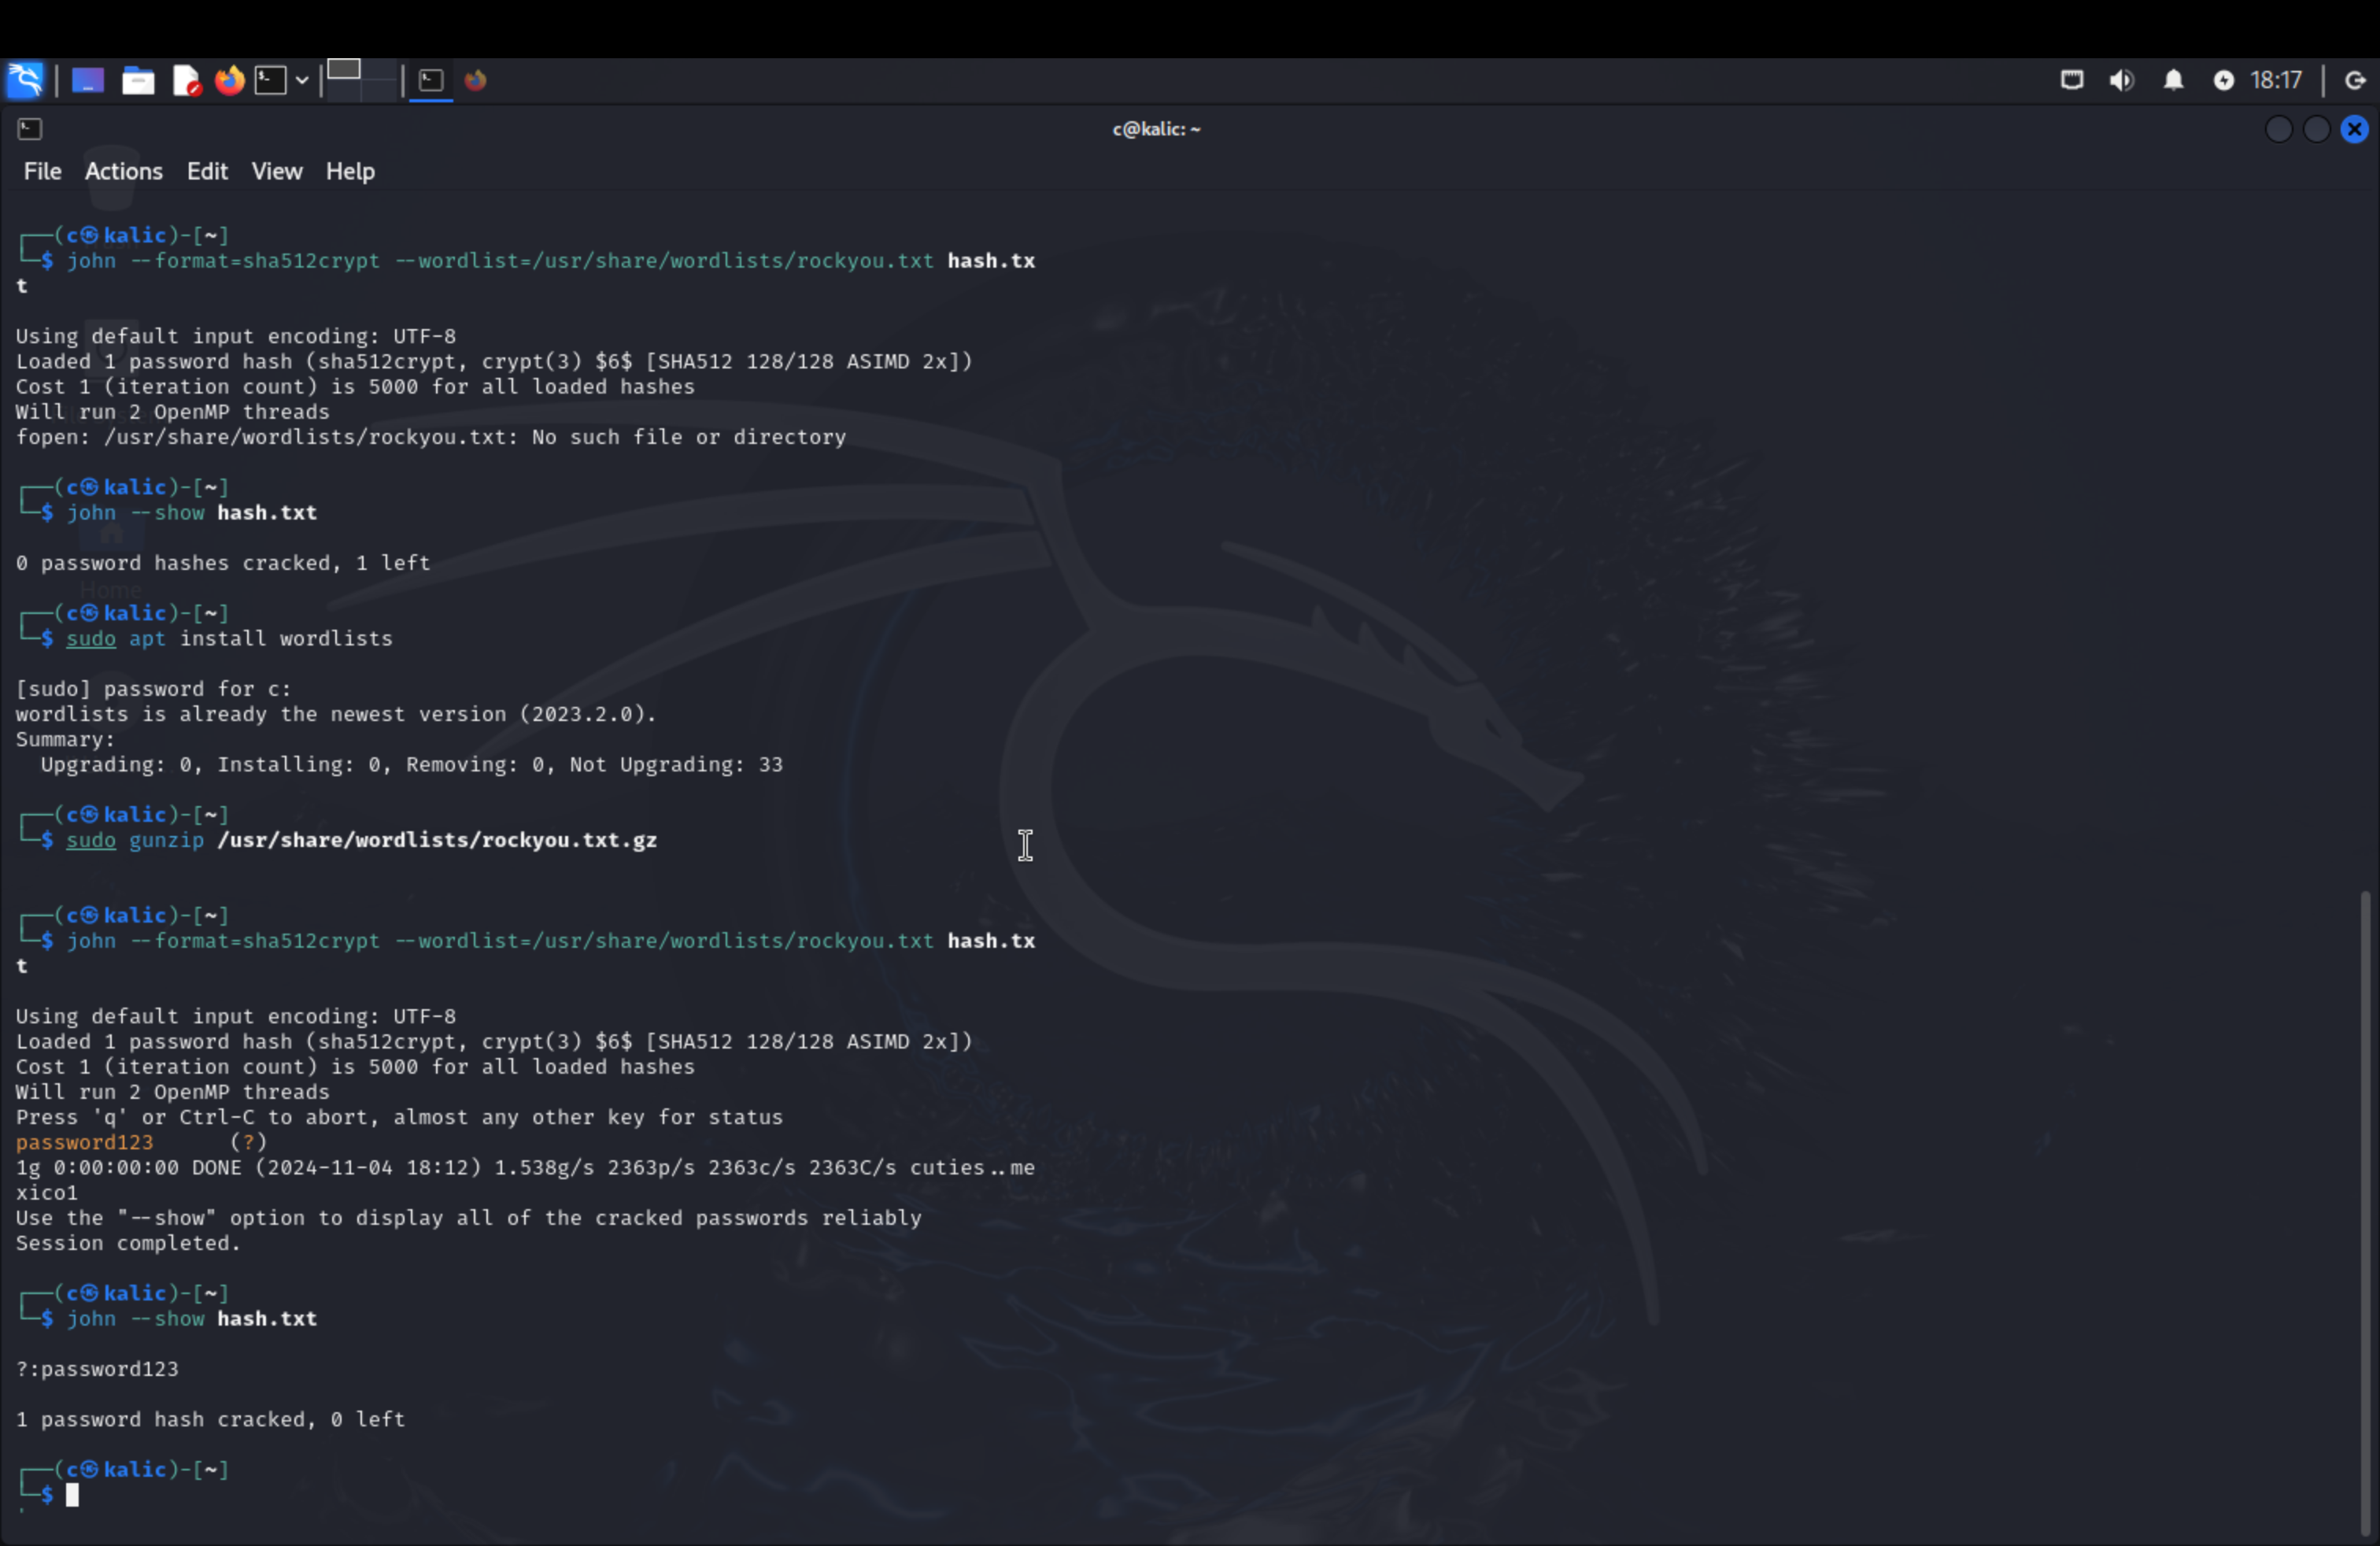 18:17
c@kalic: ~
File Actions Edit View Help
┌──(c㉿kalic)-[~]
└─$ john --format=sha512crypt --wordlist=/usr/share/wordlists/rockyou.txt hash.tx
t
Using default input encoding: UTF-8
Loaded 1 password hash (sha512crypt, crypt(3) $6$ [SHA512 128/128 ASIMD 2x])
Cost 1 (iteration count) is 5000 for all loaded hashes
Will run 2 OpenMP threads
fopen: /usr/share/wordlists/rockyou.txt: No such file or directory
┌──(c㉿kalic)-[~]
└─$ john --show hash.txt
0 password hashes cracked, 1 left
Home
┌──(c㉿kalic)-[~]
└─$ sudo apt install wordlists
[sudo] password for c:
wordlists is already the newest version (2023.2.0).
Summary:
  Upgrading: 0, Installing: 0, Removing: 0, Not Upgrading: 33
┌──(c㉿kalic)-[~]
└─$ sudo gunzip /usr/share/wordlists/rockyou.txt.gz
┌──(c㉿kalic)-[~]
└─$ john --format=sha512crypt --wordlist=/usr/share/wordlists/rockyou.txt hash.tx
t
Using default input encoding: UTF-8
Loaded 1 password hash (sha512crypt, crypt(3) $6$ [SHA512 128/128 ASIMD 2x])
Cost 1 (iteration count) is 5000 for all loaded hashes
Will run 2 OpenMP threads
Press 'q' or Ctrl-C to abort, almost any other key for status
password123      (?)
1g 0:00:00:00 DONE (2024-11-04 18:12) 1.538g/s 2363p/s 2363c/s 2363C/s cuties..me
xico1
Use the "--show" option to display all of the cracked passwords reliably
Session completed.
┌──(c㉿kalic)-[~]
└─$ john --show hash.txt
?:password123
1 password hash cracked, 0 left
┌──(c㉿kalic)-[~]
└─$